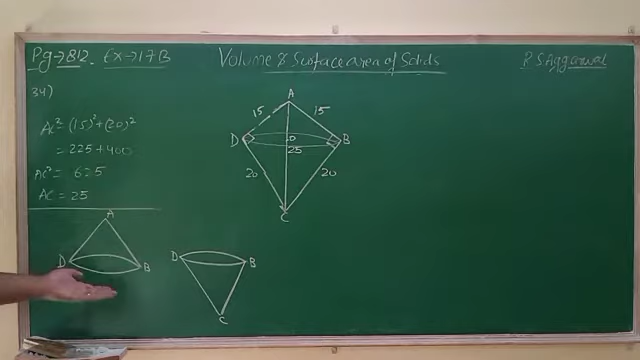 Pg→812. Ex→17B
Volume & Surface area of Solids
R.S Aggarwal
34)
AC² = (15)² + (20)²
= 225 + 400
AC² = 625
AC = 25
A
15 15
D O B
25
20 20
C
A
D B
D B
C